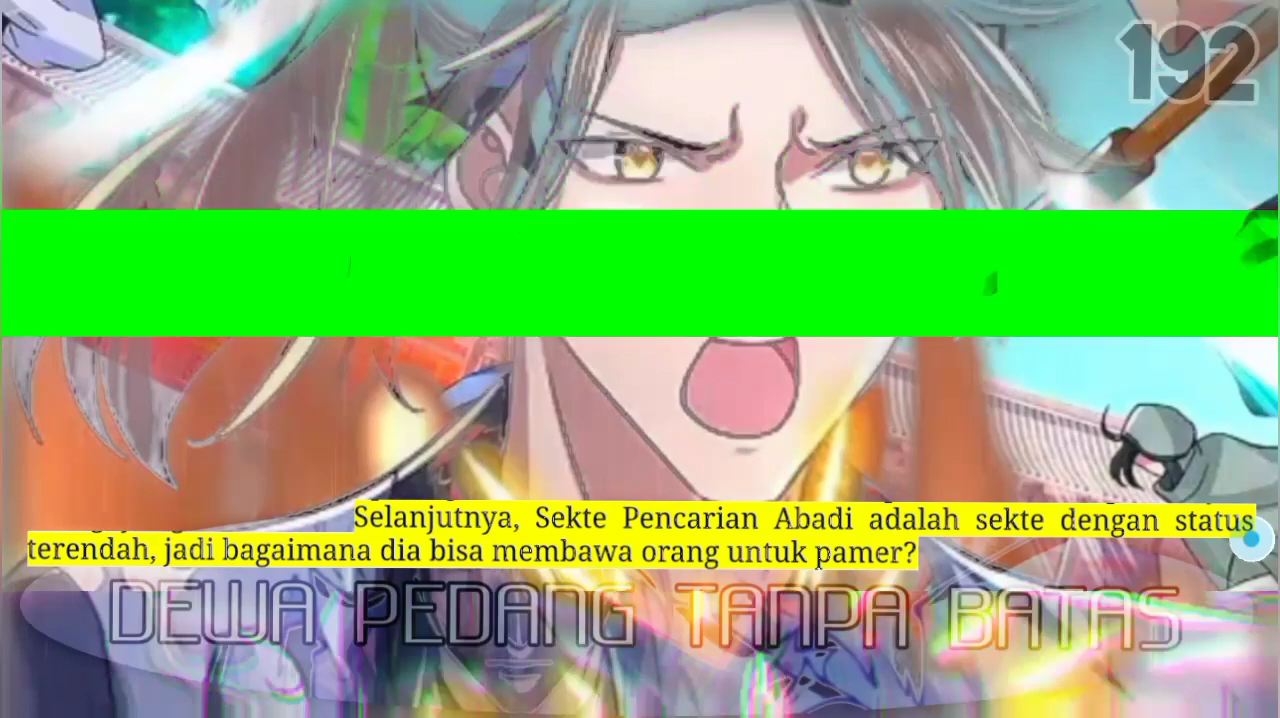 192
Selanjutnya, Sekte Pencarian Abadi adalah sekte dengan status
terendah, jadi bagaimana dia bisa membawa orang untuk pamer?
DEWA PEDANG TANPA BATAS